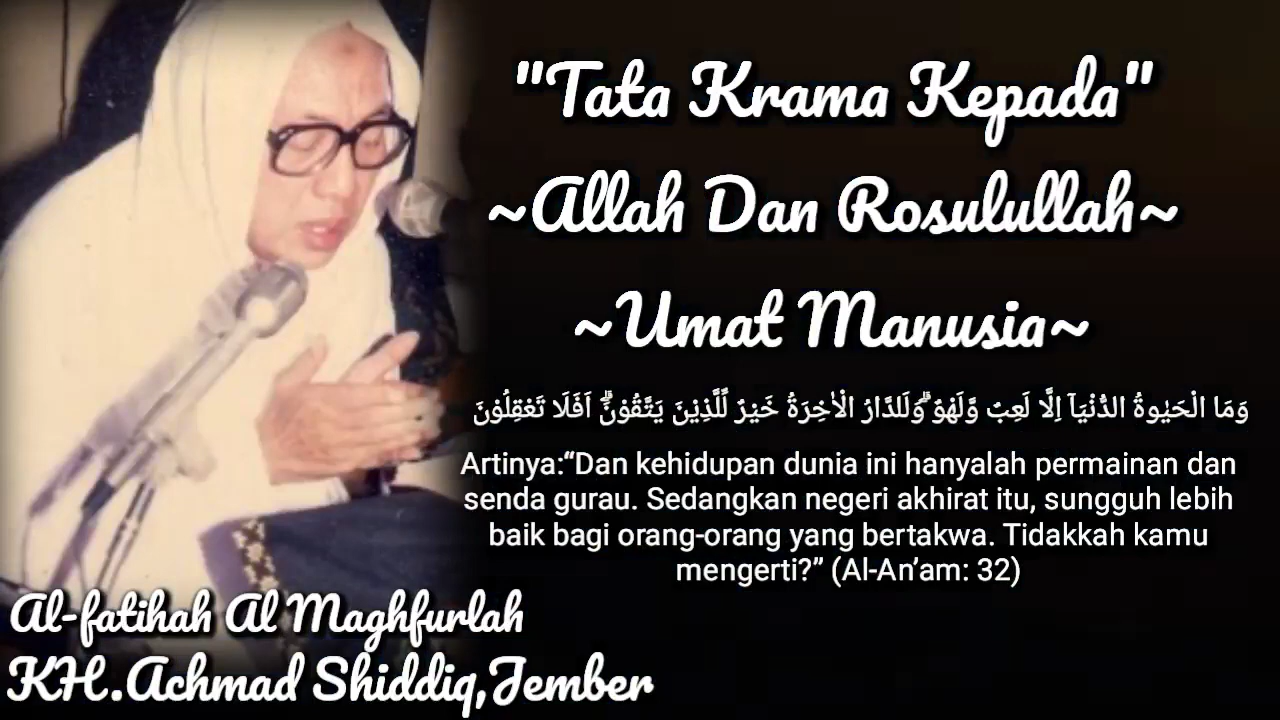 "Tata Krama Kepada"
~Allah Dan Rosulullah~
~Umat Manusia~
وَمَا الْحَيٰوةُ الدُّنْيَآ اِلَّا لَعِبٌ وَّلَهْوٌ ۗوَلَلدَّارُ الْاٰخِرَةُ خَيْرٌ لِّلَّذِيْنَ يَتَّقُوْنَۗ اَفَلَا تَعْقِلُوْنَ
Artinya:“Dan kehidupan dunia ini hanyalah permainan dan
senda gurau. Sedangkan negeri akhirat itu, sungguh lebih
baik bagi orang-orang yang bertakwa. Tidakkah kamu
mengerti?” (Al-An’am: 32)
Al-fatihah Al Maghfurlah
KH.Achmad Shiddiq,Jember